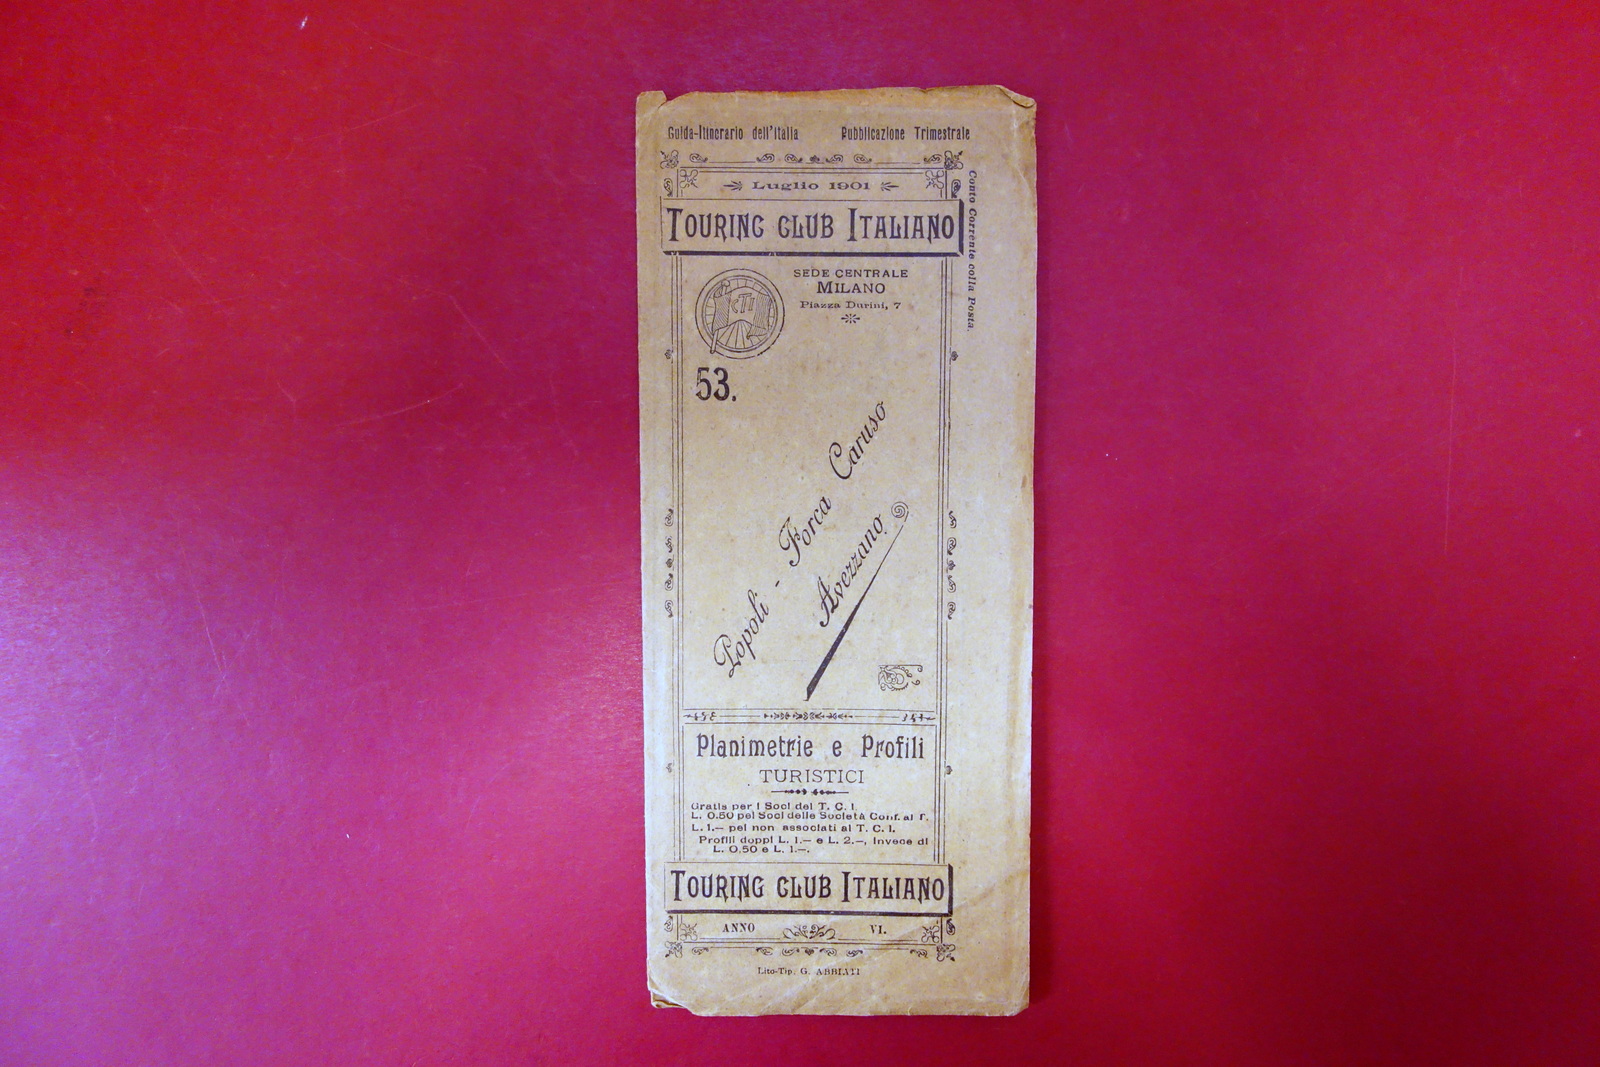 Guida-Itinerario dell'Italia Pubblicazione Trimestrale
Luglio 1901
TOURING CLUB ITALIANO
Conto Corrente colla Posta.
SEDE CENTRALE
MILANO
Piazza Durini, 7
TCI
53.
Popoli - Forca Caruso
Avezzano
Planimetrie e Profili
TURISTICI
Gratis per i Soci del T. C. I.
L. 0.50 pei Soci delle Società Conf. al T.
L. 1.— pei non associati al T. C. I.
Profili doppi L. 1.— e L. 2.—, invece di
L. 0.50 e L. 1.—.
TOURING CLUB ITALIANO
ANNO VI.
Lito-Tip. G. ABBIATI